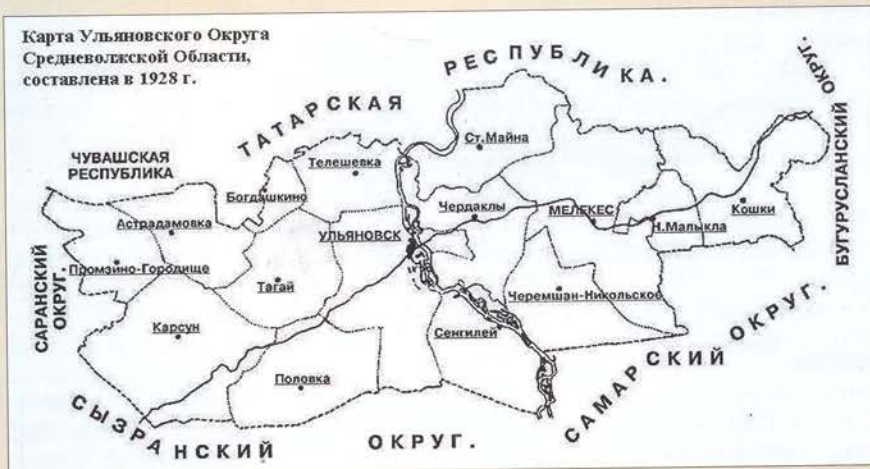 Карта Ульяновского Округа
Средневолжской Области,
составлена в 1928 г.
ТАТАРСКАЯ РЕСПУБЛИКА.
ЧУВАШСКАЯ
РЕСПУБЛИКА
БУГУРУСЛАНСКИЙ ОКРУГ.
Ст.Майна
Телешевка
Богдашкино
Чердаклы
МЕЛЕКЕС
Кошки
Н.Малыкла
Астрадамовка
УЛЬЯНОВСК
Промзино-Городище
Тагай
Черемшан-Никольское
САРАНСКИЙ
ОКРУГ.
Карсун
Сенгилей
Половка
САМАРСКИЙ ОКРУГ.
СЫЗРАНСКИЙ ОКРУГ.